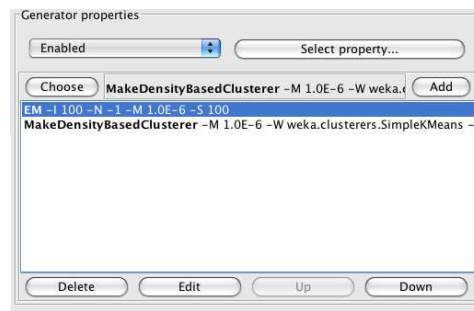 Generator properties
Enabled Select property...
Choose MakeDensityBasedClusterer -M 1.0E-6 -W weka.c Add
EM -I 100 -N -1 -M 1.0E-6 -S 100
MakeDensityBasedClusterer -M 1.0E-6 -W weka.clusterers.SimpleKMeans -
Delete Edit Up Down